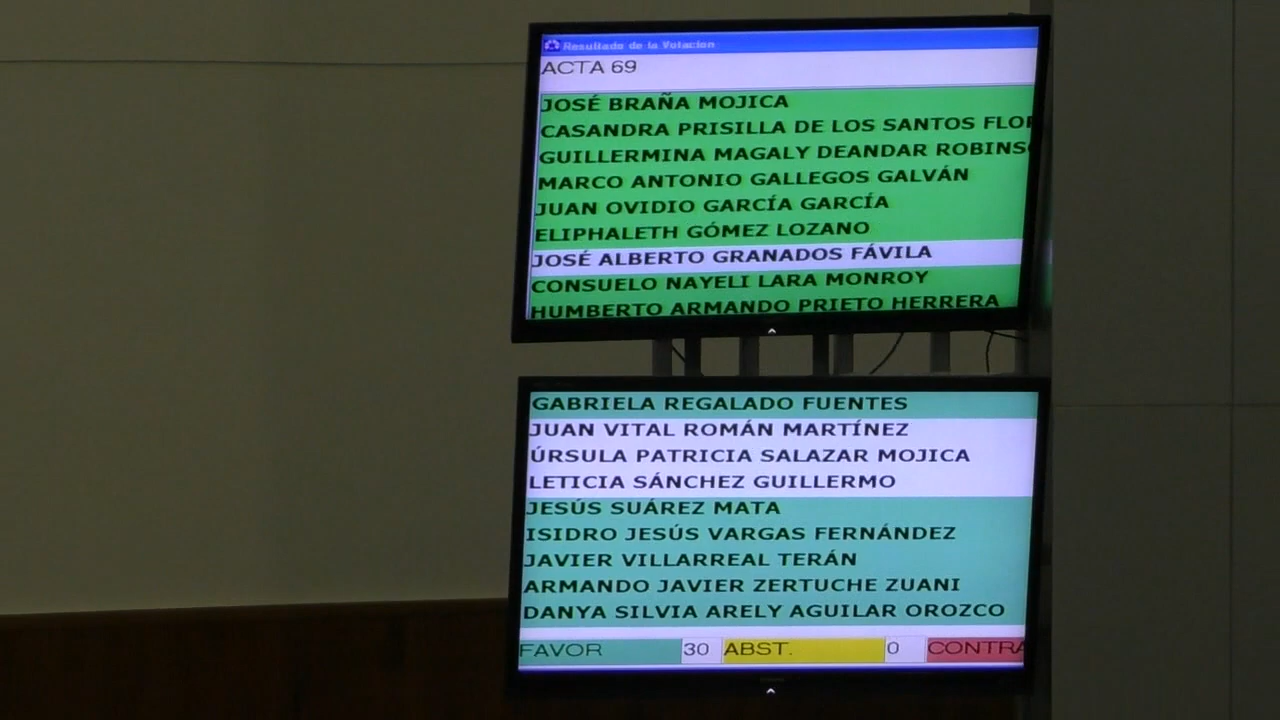 Resultado de la Votacion
ACTA 69
JOSÉ BRAÑA MOJICA
CASANDRA PRISILLA DE LOS SANTOS FLOR
GUILLERMINA MAGALY DEANDAR ROBINSO
MARCO ANTONIO GALLEGOS GALVÁN
JUAN OVIDIO GARCÍA GARCÍA
ELIPHALETH GÓMEZ LOZANO
JOSÉ ALBERTO GRANADOS FÁVILA
CONSUELO NAYELI LARA MONROY
HUMBERTO ARMANDO PRIETO HERRERA
GABRIELA REGALADO FUENTES
JUAN VITAL ROMÁN MARTÍNEZ
ÚRSULA PATRICIA SALAZAR MOJICA
LETICIA SÁNCHEZ GUILLERMO
JESÚS SUÁREZ MATA
ISIDRO JESÚS VARGAS FERNÁNDEZ
JAVIER VILLARREAL TERÁN
ARMANDO JAVIER ZERTUCHE ZUANI
DANYA SILVIA ARELY AGUILAR OROZCO
FAVOR 30 ABST. 0 CONTRA